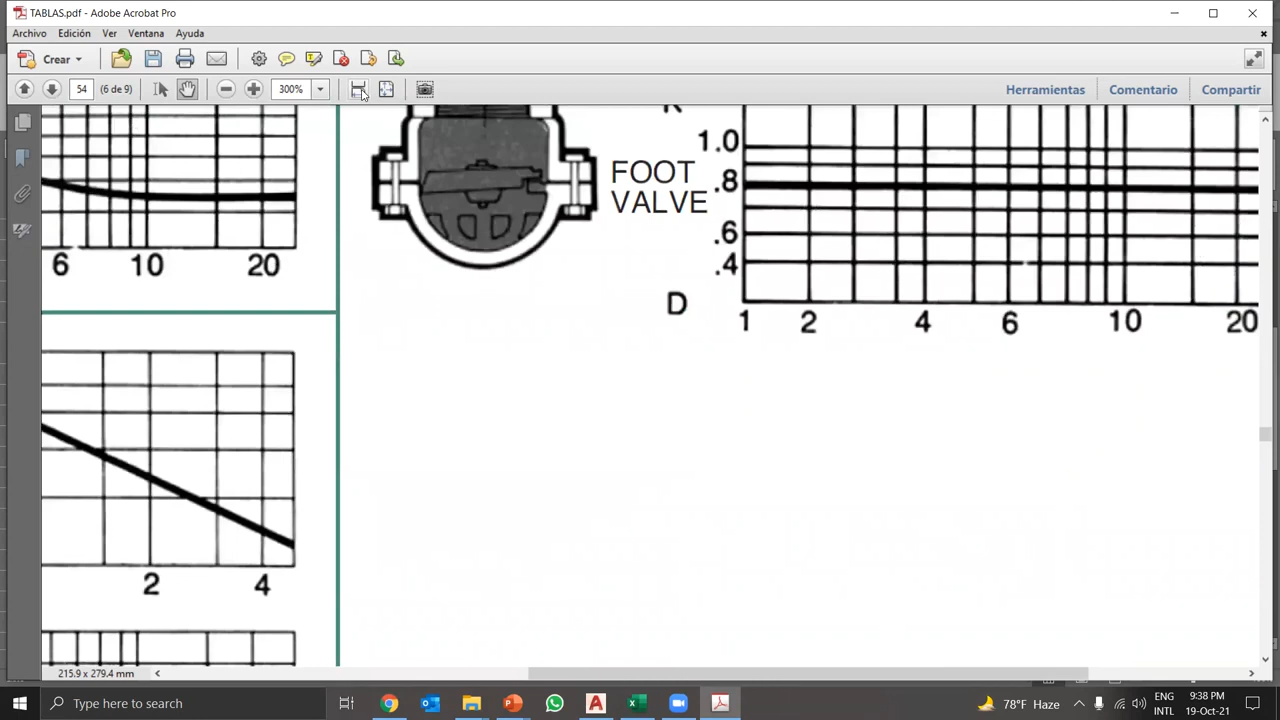 TABLAS.pdf - Adobe Acrobat Pro
Archivo Edición Ver Ventana Ayuda
Crear
54 (6 de 9) 300% Herramientas Comentario Compartir
FOOT
VALVE
1.0
.8
.6
.4
D
1 2 4 6 10 20
6 10 20
2 4
215.9 x 279.4 mm
Type here to search
78°F Haze
ENG
INTL
9:38 PM
19-Oct-21